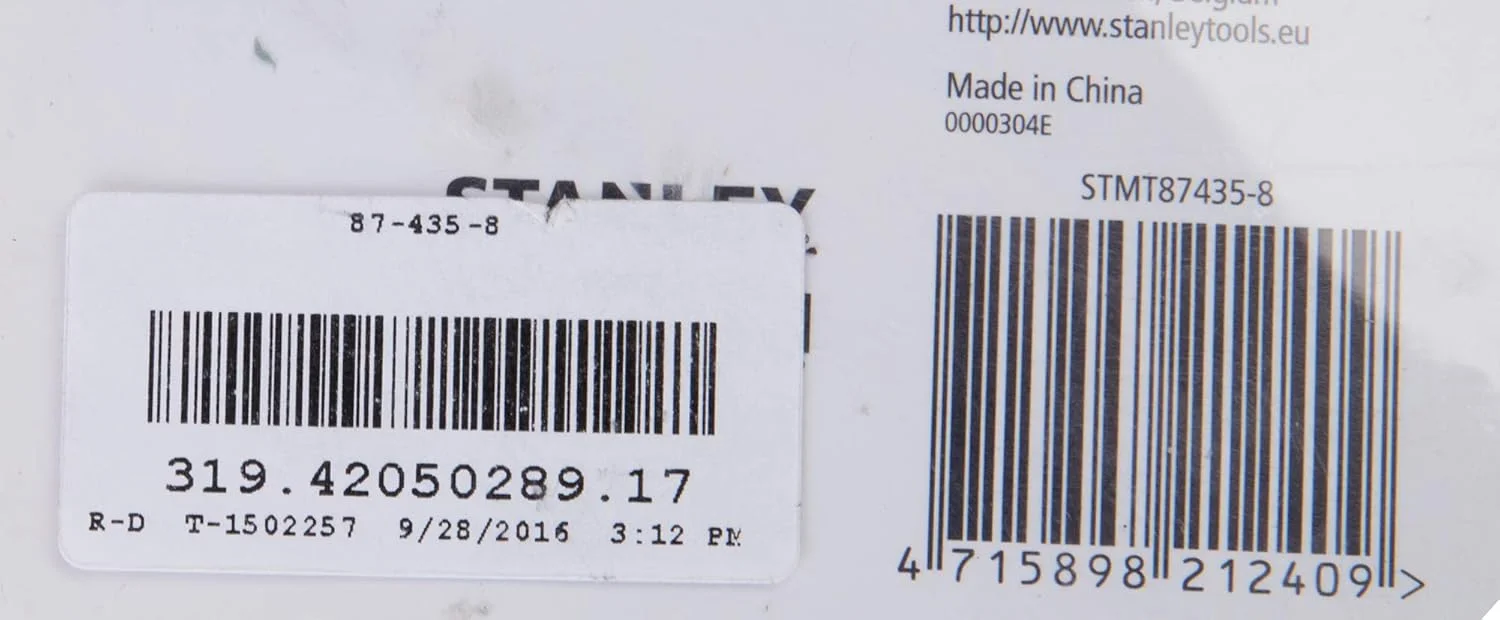 http://www.stanleytools.eu
Made in China
0000304E
STANLEY
87-435-8
319.42050289.17
R-D T-1502257 9/28/2016 3:12 PM
STMT87435-8
4 715898 212409 >